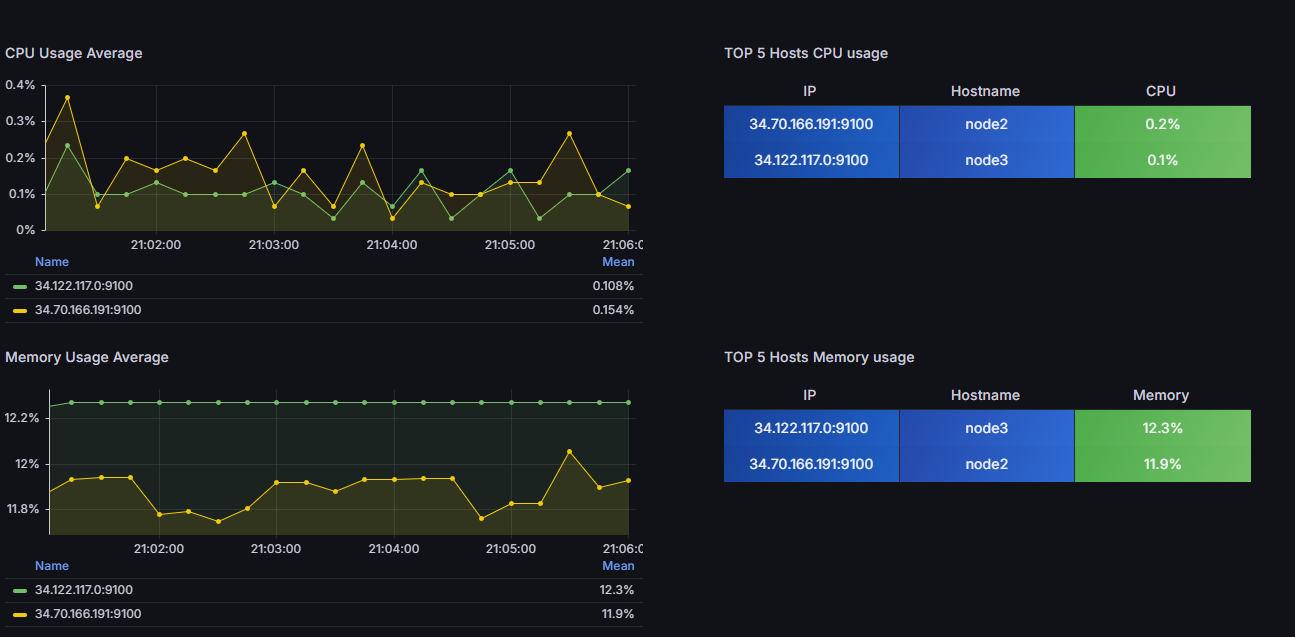 CPU Usage Average
0.4%
0.3%
0.2%
0.1%
0%
21:02:00 21:03:00 21:04:00 21:05:00 21:06:0
Name Mean
34.122.117.0:9100 0.108%
34.70.166.191:9100 0.154%
TOP 5 Hosts CPU usage
IP Hostname CPU
34.70.166.191:9100 node2 0.2%
34.122.117.0:9100 node3 0.1%
Memory Usage Average
12.2%
12%
11.8%
21:02:00 21:03:00 21:04:00 21:05:00 21:06:0
Name Mean
34.122.117.0:9100 12.3%
34.70.166.191:9100 11.9%
TOP 5 Hosts Memory usage
IP Hostname Memory
34.122.117.0:9100 node3 12.3%
34.70.166.191:9100 node2 11.9%